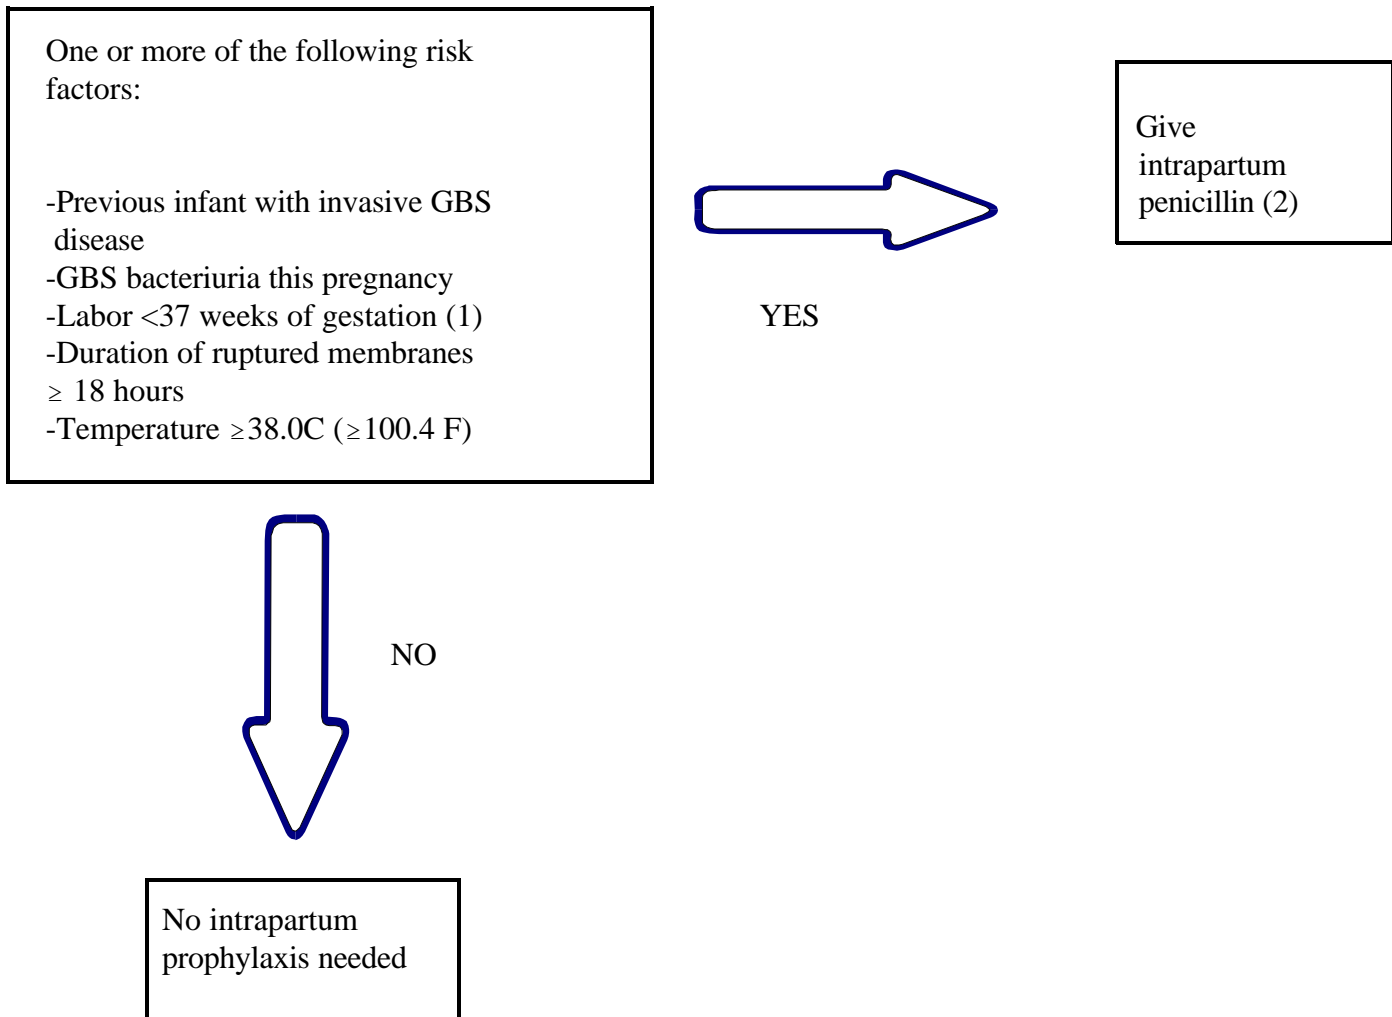 One or more of the following risk
factors:
-Previous infant with invasive GBS
disease
-GBS bacteriuria this pregnancy
-Labor <37 weeks of gestation (1)
-Duration of ruptured membranes
≥ 18 hours
-Temperature ≥38.0C (≥100.4 F)
Give
intrapartum
penicillin (2)
YES
NO
No intrapartum
prophylaxis needed